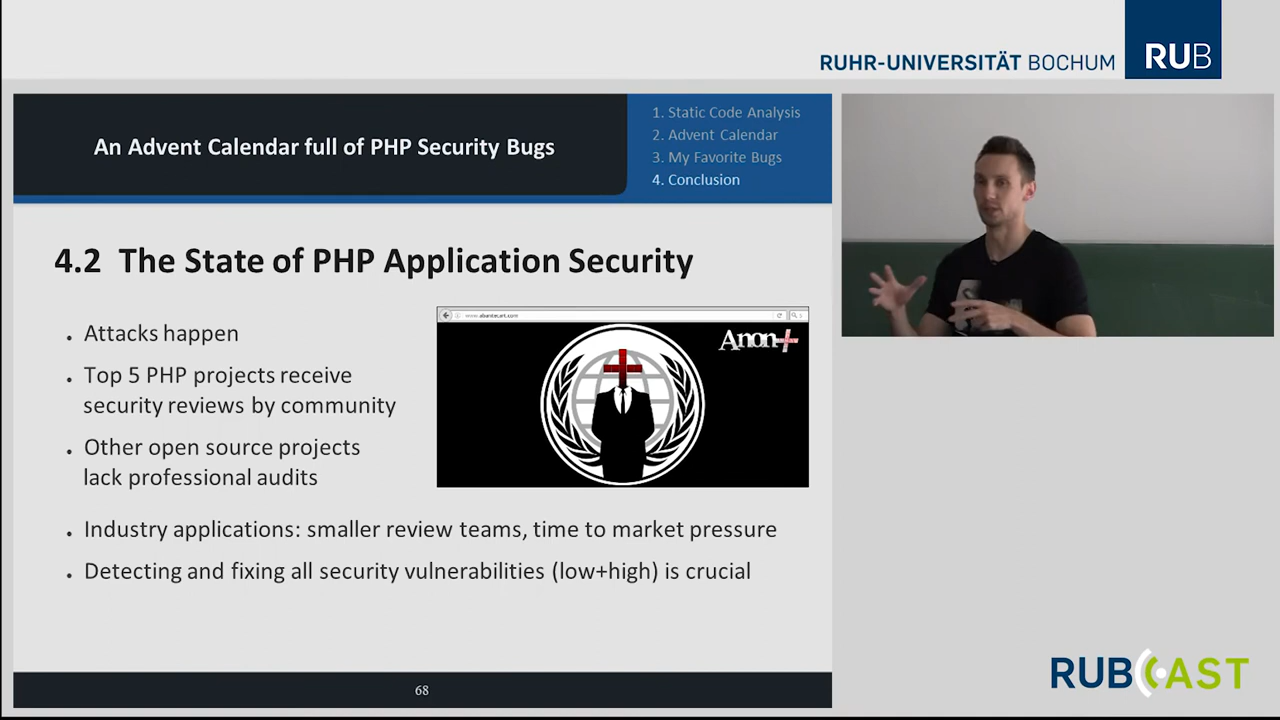 RUHR-UNIVERSITÄT BOCHUM
RUB
An Advent Calendar full of PHP Security Bugs
1. Static Code Analysis
2. Advent Calendar
3. My Favorite Bugs
4. Conclusion
4.2 The State of PHP Application Security
• Attacks happen
• Top 5 PHP projects receive
security reviews by community
• Other open source projects
lack professional audits
www.abantecart.com
Anon
• Industry applications: smaller review teams, time to market pressure
• Detecting and fixing all security vulnerabilities (low+high) is crucial
68
RUBCAST